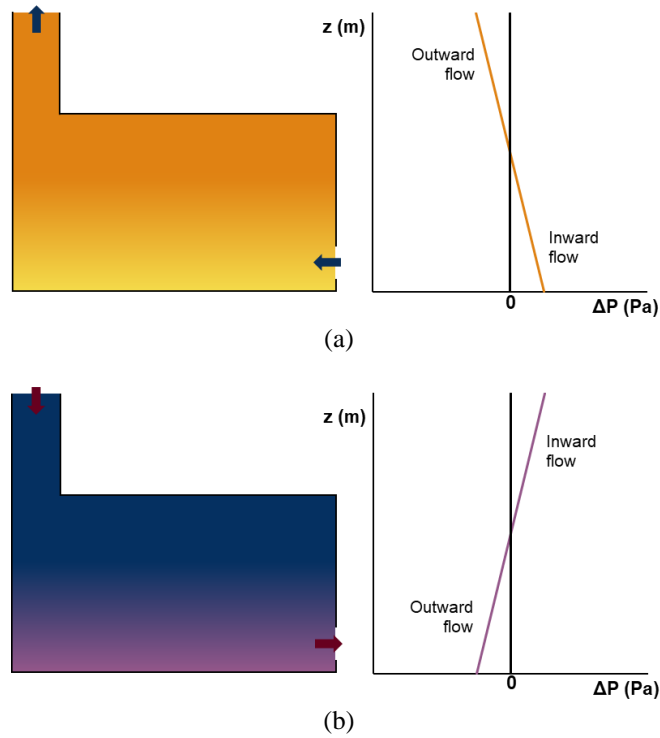 z (m)
Outward
flow
Inward
flow
0
ΔP (Pa)
(a)
z (m)
Inward
flow
Outward
flow
0
ΔP (Pa)
(b)